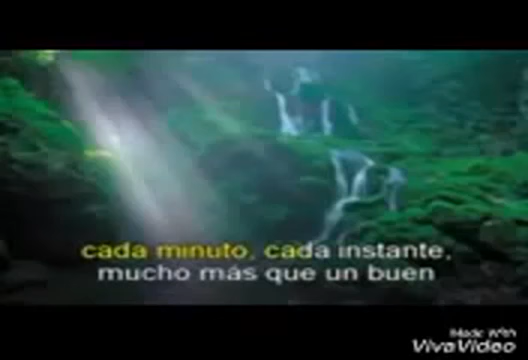 cada minuto, cada instante,
mucho más que un buen
Made With
VivaVideo